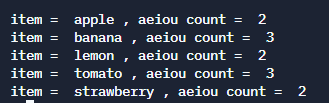 item =  apple , aeiou count =  2
item =  banana , aeiou count =  3
item =  lemon , aeiou count =  2
item =  tomato , aeiou count =  3
item =  strawberry , aeiou count =  2